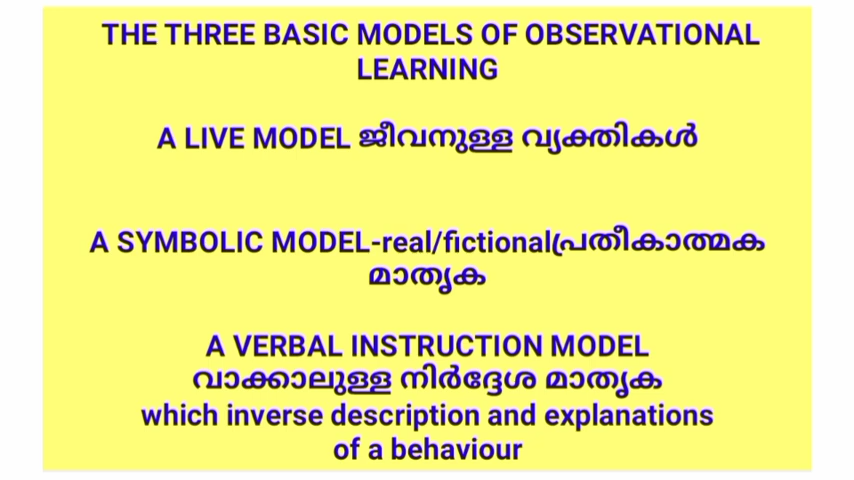 THE THREE BASIC MODELS OF OBSERVATIONAL
LEARNING
A LIVE MODEL ജീവനുള്ള വ്യക്തികൾ
A SYMBOLIC MODEL-real/fictionalപ്രതീകാത്മക
മാതൃക
A VERBAL INSTRUCTION MODEL
വാക്കാലുള്ള നിർദ്ദേശ മാതൃക
which inverse description and explanations
of a behaviour